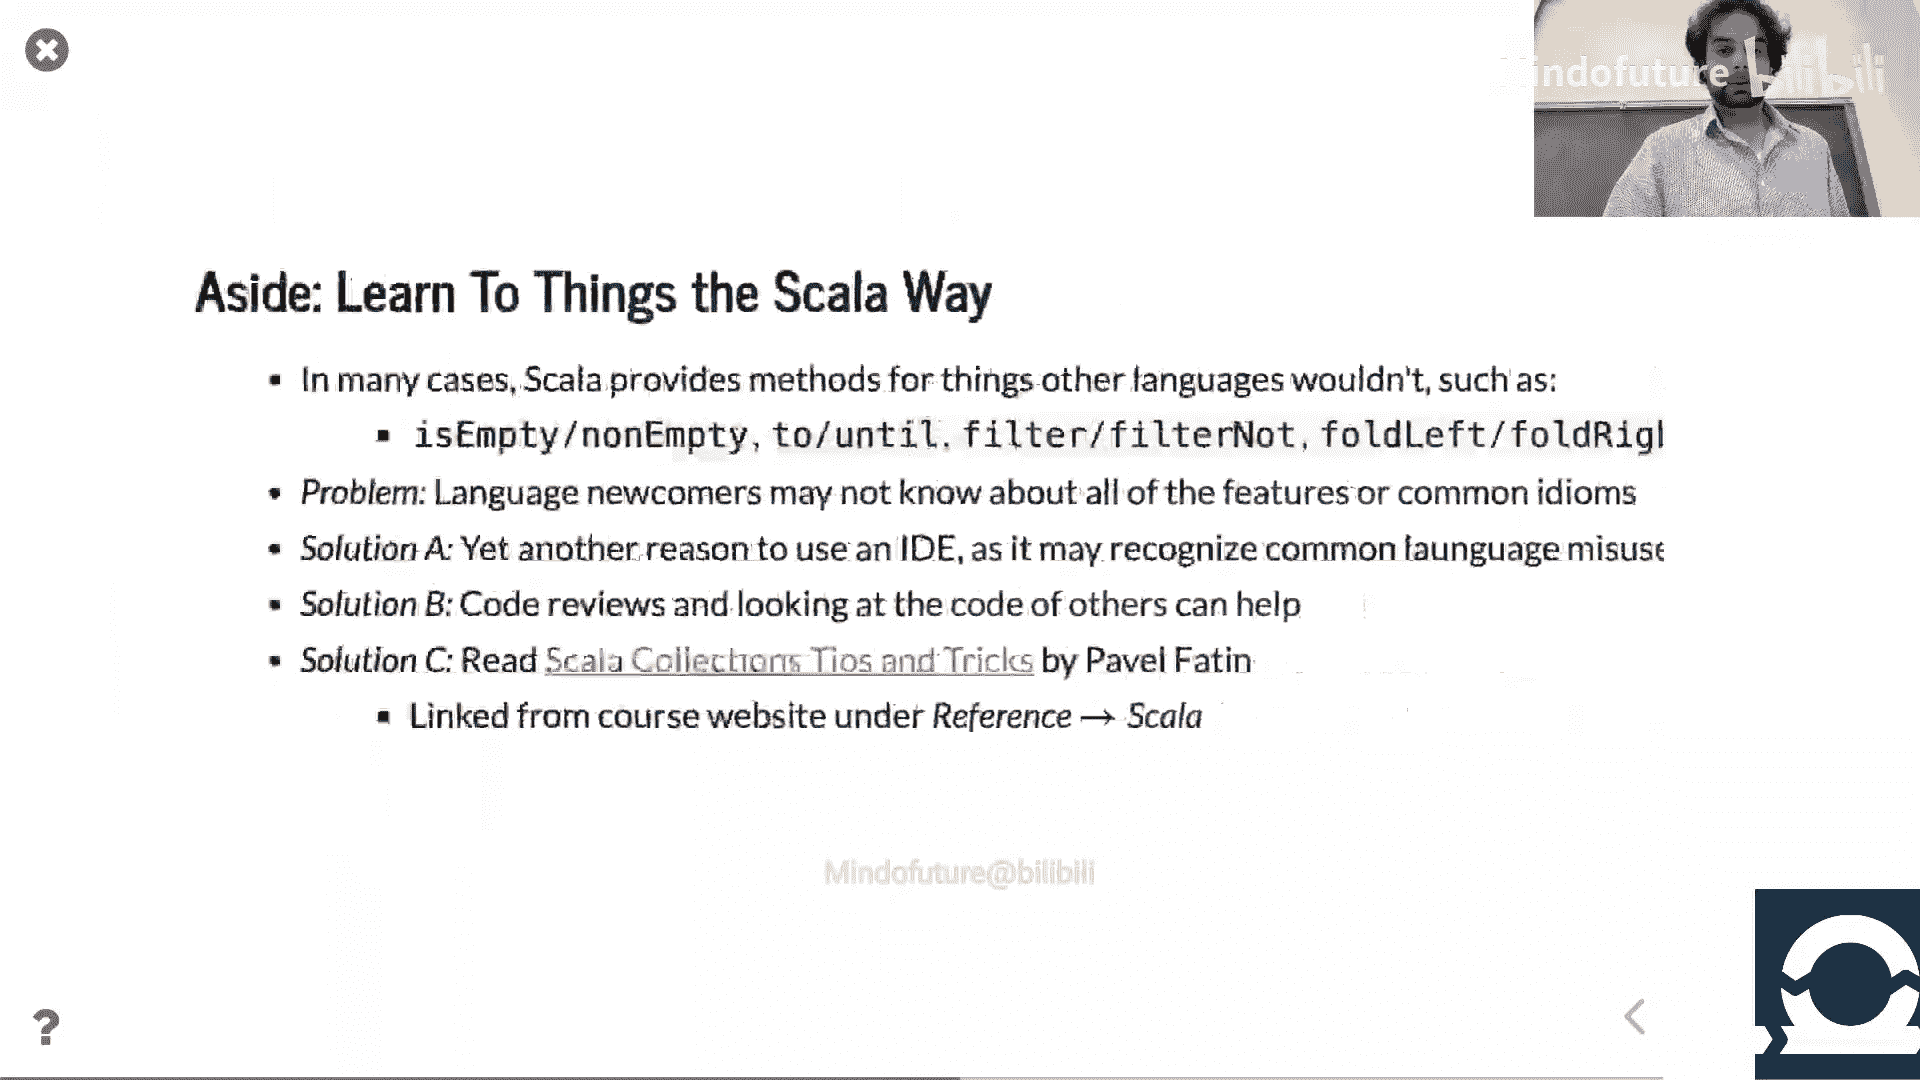 indofuture bilibili
Aside: Learn To Things the Scala Way
▪ In many cases, Scala provides methods for things other languages wouldn't, such as:
▪ isEmpty/nonEmpty, to/until, filter/filterNot, foldLeft/foldRigl
▪ Problem: Language newcomers may not know about all of the features or common idioms
▪ Solution A: Yet another reason to use an IDE, as it may recognize common launguage misuse
▪ Solution B: Code reviews and looking at the code of others can help
▪ Solution C: Read Scala Collections Tips and Tricks by Pavel Fatin
▪ Linked from course website under Reference → Scala
Mindofuture@bilibili
?